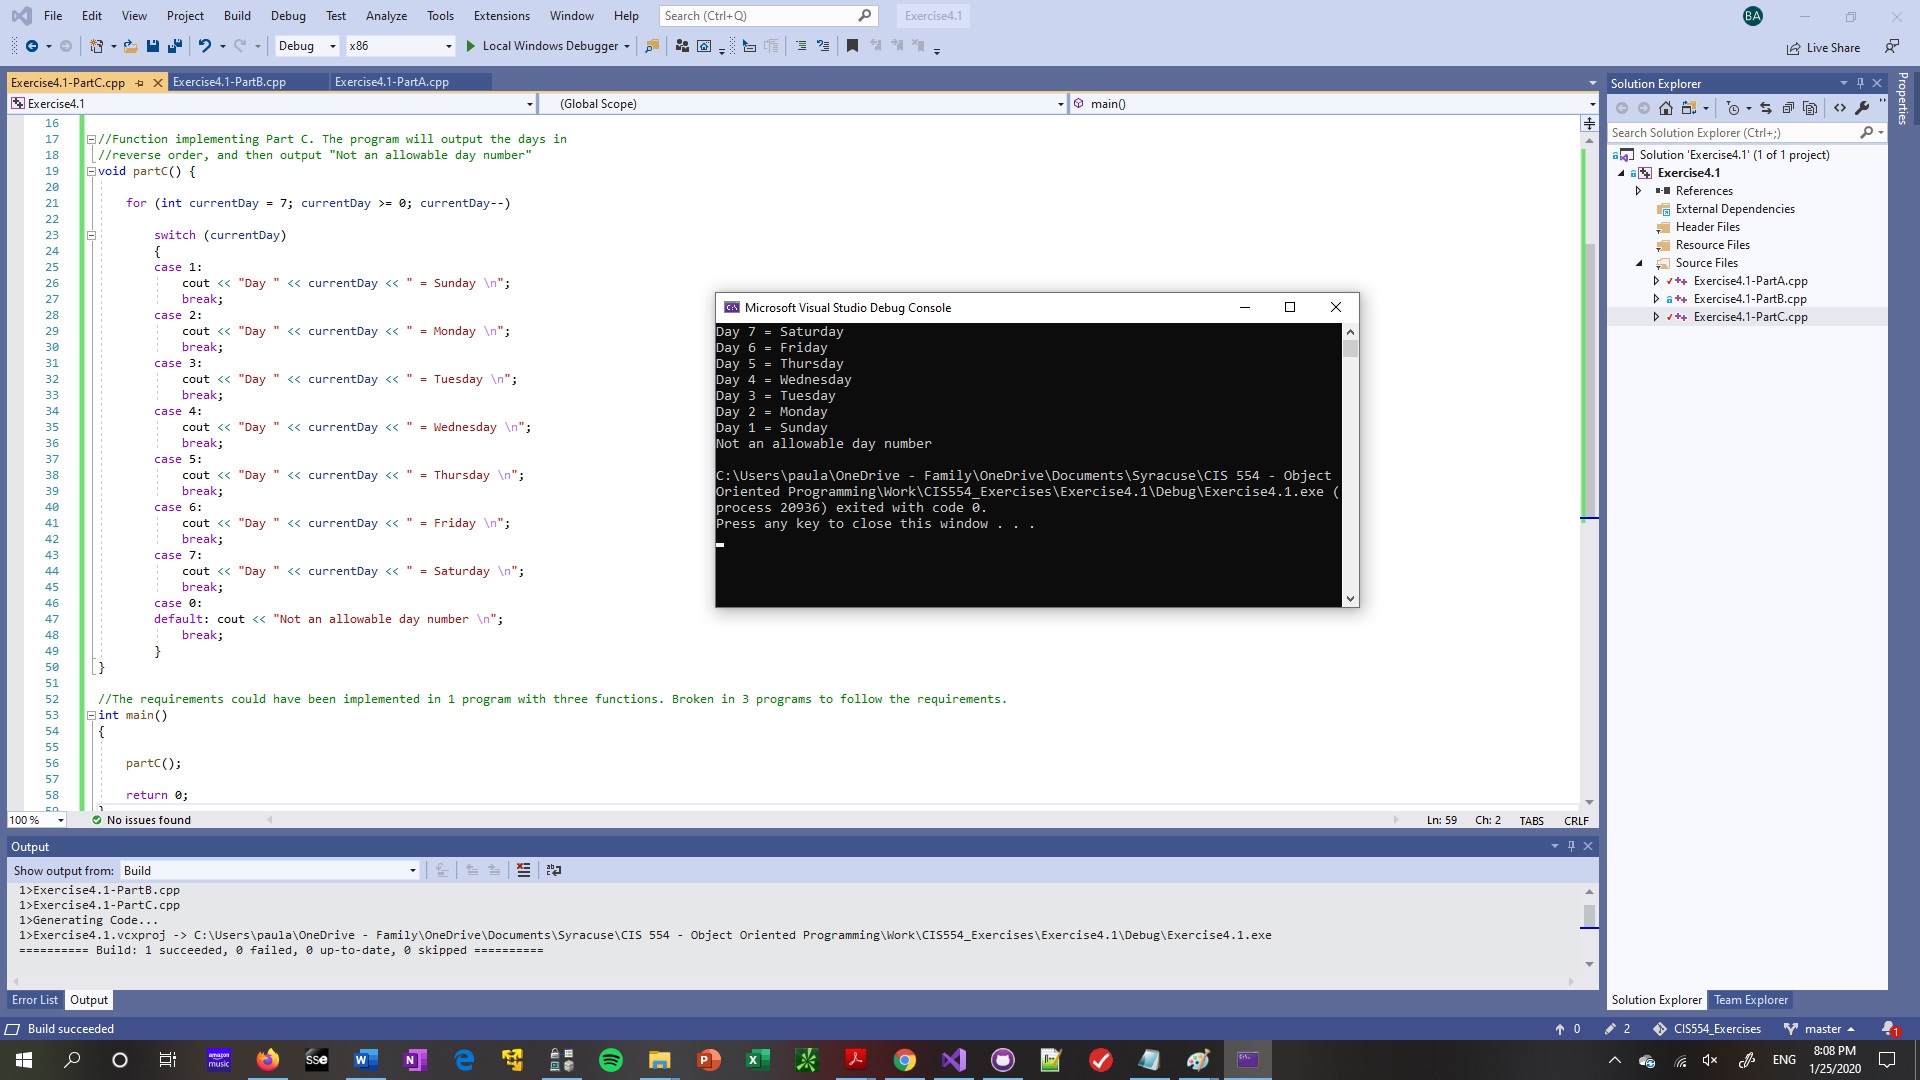 File Edit View Project Build Debug Test Analyze Tools Extensions Window Help Search (Ctrl+Q) Exercise4.1 BA
Debug x86 Local Windows Debugger Live Share
Exercise4.1-PartC.cpp Exercise4.1-PartB.cpp Exercise4.1-PartA.cpp
Exercise4.1 (Global Scope) main()
16
17 //Function implementing Part C. The program will output the days in
18 //reverse order, and then output "Not an allowable day number"
19 void partC() {
20
21 for (int currentDay = 7; currentDay >= 0; currentDay--)
22
23 switch (currentDay)
24 {
25 case 1:
26 cout << "Day " << currentDay << " = Sunday \n";
27 break;
28 case 2:
29 cout << "Day " << currentDay << " = Monday \n";
30 break;
31 case 3:
32 cout << "Day " << currentDay << " = Tuesday \n";
33 break;
34 case 4:
35 cout << "Day " << currentDay << " = Wednesday \n";
36 break;
37 case 5:
38 cout << "Day " << currentDay << " = Thursday \n";
39 break;
40 case 6:
41 cout << "Day " << currentDay << " = Friday \n";
42 break;
43 case 7:
44 cout << "Day " << currentDay << " = Saturday \n";
45 break;
46 case 0:
47 default: cout << "Not an allowable day number \n";
48 break;
49 }
50 }
51
52 //The requirements could have been implemented in 1 program with three functions. Broken in 3 programs to follow the requirements.
53 int main()
54 {
55
56 partC();
57
58 return 0;
59 }
100 % No issues found Ln: 59 Ch: 2 TABS CRLF
Microsoft Visual Studio Debug Console
Day 7 = Saturday
Day 6 = Friday
Day 5 = Thursday
Day 4 = Wednesday
Day 3 = Tuesday
Day 2 = Monday
Day 1 = Sunday
Not an allowable day number
C:\Users\paula\OneDrive - Family\OneDrive\Documents\Syracuse\CIS 554 - Object
Oriented Programming\Work\CIS554_Exercises\Exercise4.1\Debug\Exercise4.1.exe (
process 20936) exited with code 0.
Press any key to close this window . . .
Solution Explorer
Search Solution Explorer (Ctrl+;)
Solution 'Exercise4.1' (1 of 1 project)
Exercise4.1
References
External Dependencies
Header Files
Resource Files
Source Files
Exercise4.1-PartA.cpp
Exercise4.1-PartB.cpp
Exercise4.1-PartC.cpp
Solution Explorer Team Explorer
Properties
Output
Show output from: Build
1>Exercise4.1-PartB.cpp
1>Exercise4.1-PartC.cpp
1>Generating Code...
1>Exercise4.1.vcxproj -> C:\Users\paula\OneDrive - Family\OneDrive\Documents\Syracuse\CIS 554 - Object Oriented Programming\Work\CIS554_Exercises\Exercise4.1\Debug\Exercise4.1.exe
========== Build: 1 succeeded, 0 failed, 0 up-to-date, 0 skipped ==========
Error List Output
Build succeeded 0 2 CIS554_Exercises master 1
amazon music SSe ENG 8:08 PM
1/25/2020